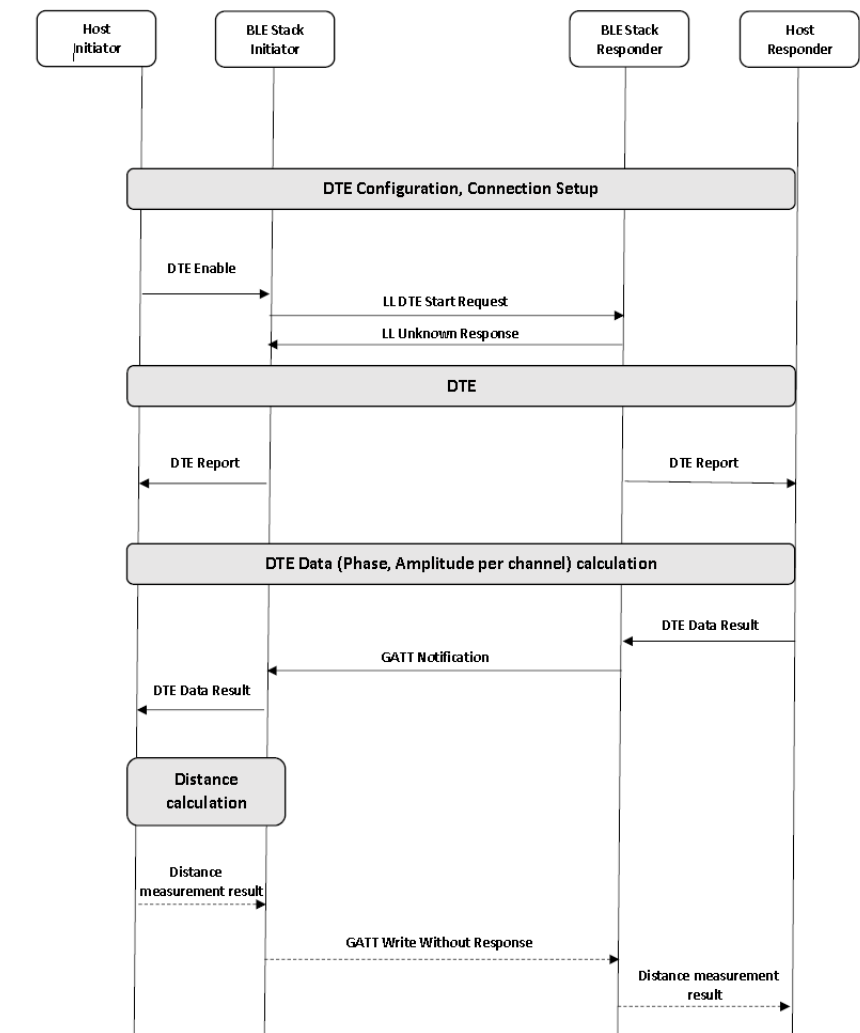 Host
Initiator
BLE Stack
Initiator
BLE Stack
Responder
Host
Responder
DTE Configuration, Connection Setup
DTE Enable
LL DTE Start Request
LL Unknown Response
DTE
DTE Report
DTE Report
DTE Data (Phase, Amplitude per channel) calculation
DTE Data Result
GATT Notification
DTE Data Result
Distance
calculation
Distance
measurement result
GATT Write Without Response
Distance measurement
result